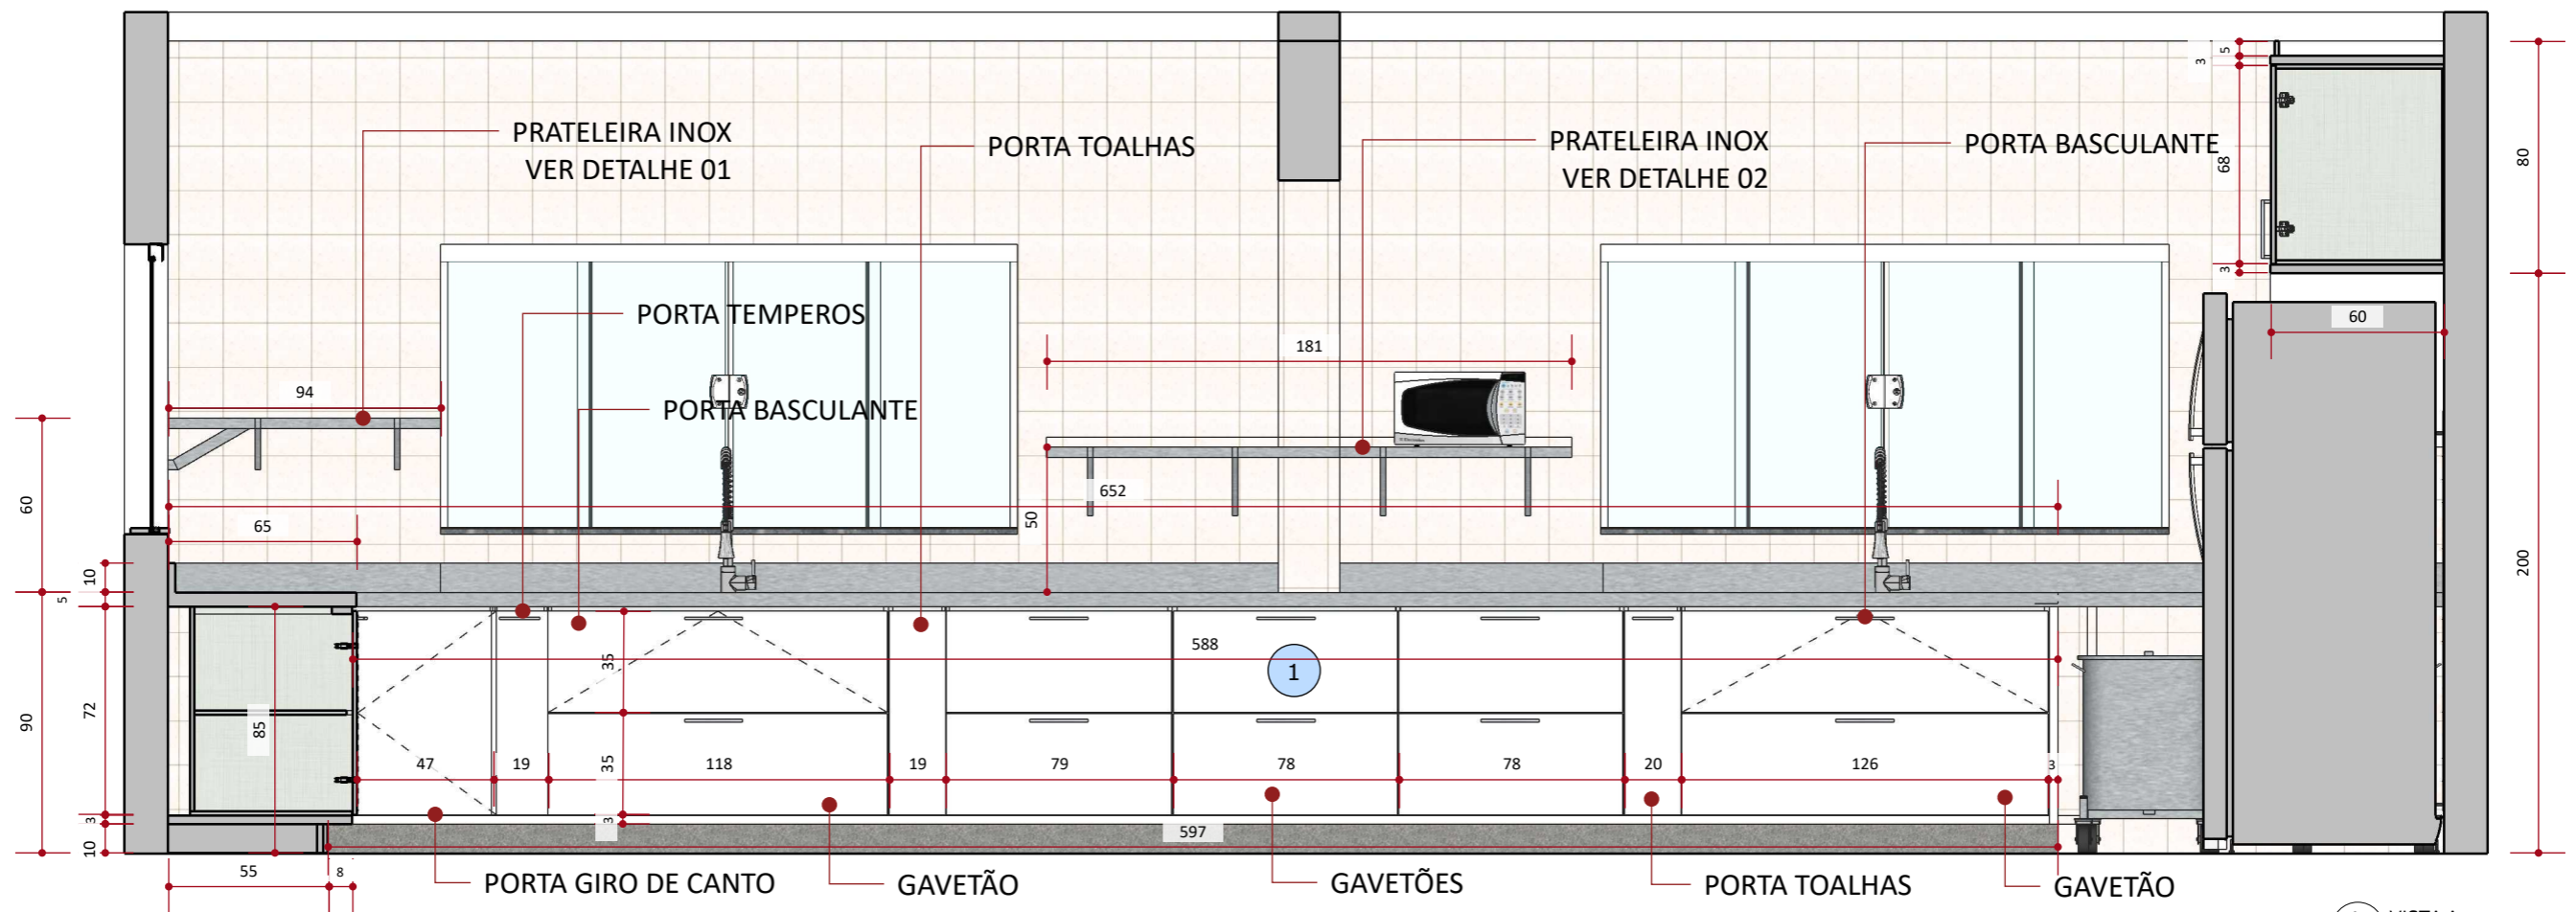 5
3
PRATELEIRA INOX
VER DETALHE 01
PORTA TOALHAS
PRATELEIRA INOX
VER DETALHE 02
PORTA BASCULANTE
68
80
3
PORTA TEMPEROS
60
181
94
PORTA BASCULANTE
652
60
65
50
10
5
200
588
35
1
72
85
90
47
19
35
118
19
79
78
78
20
126
3
3
3
597
10
55
8
PORTA GIRO DE CANTO
GAVETÃO
GAVETÕES
PORTA TOALHAS
GAVETÃO